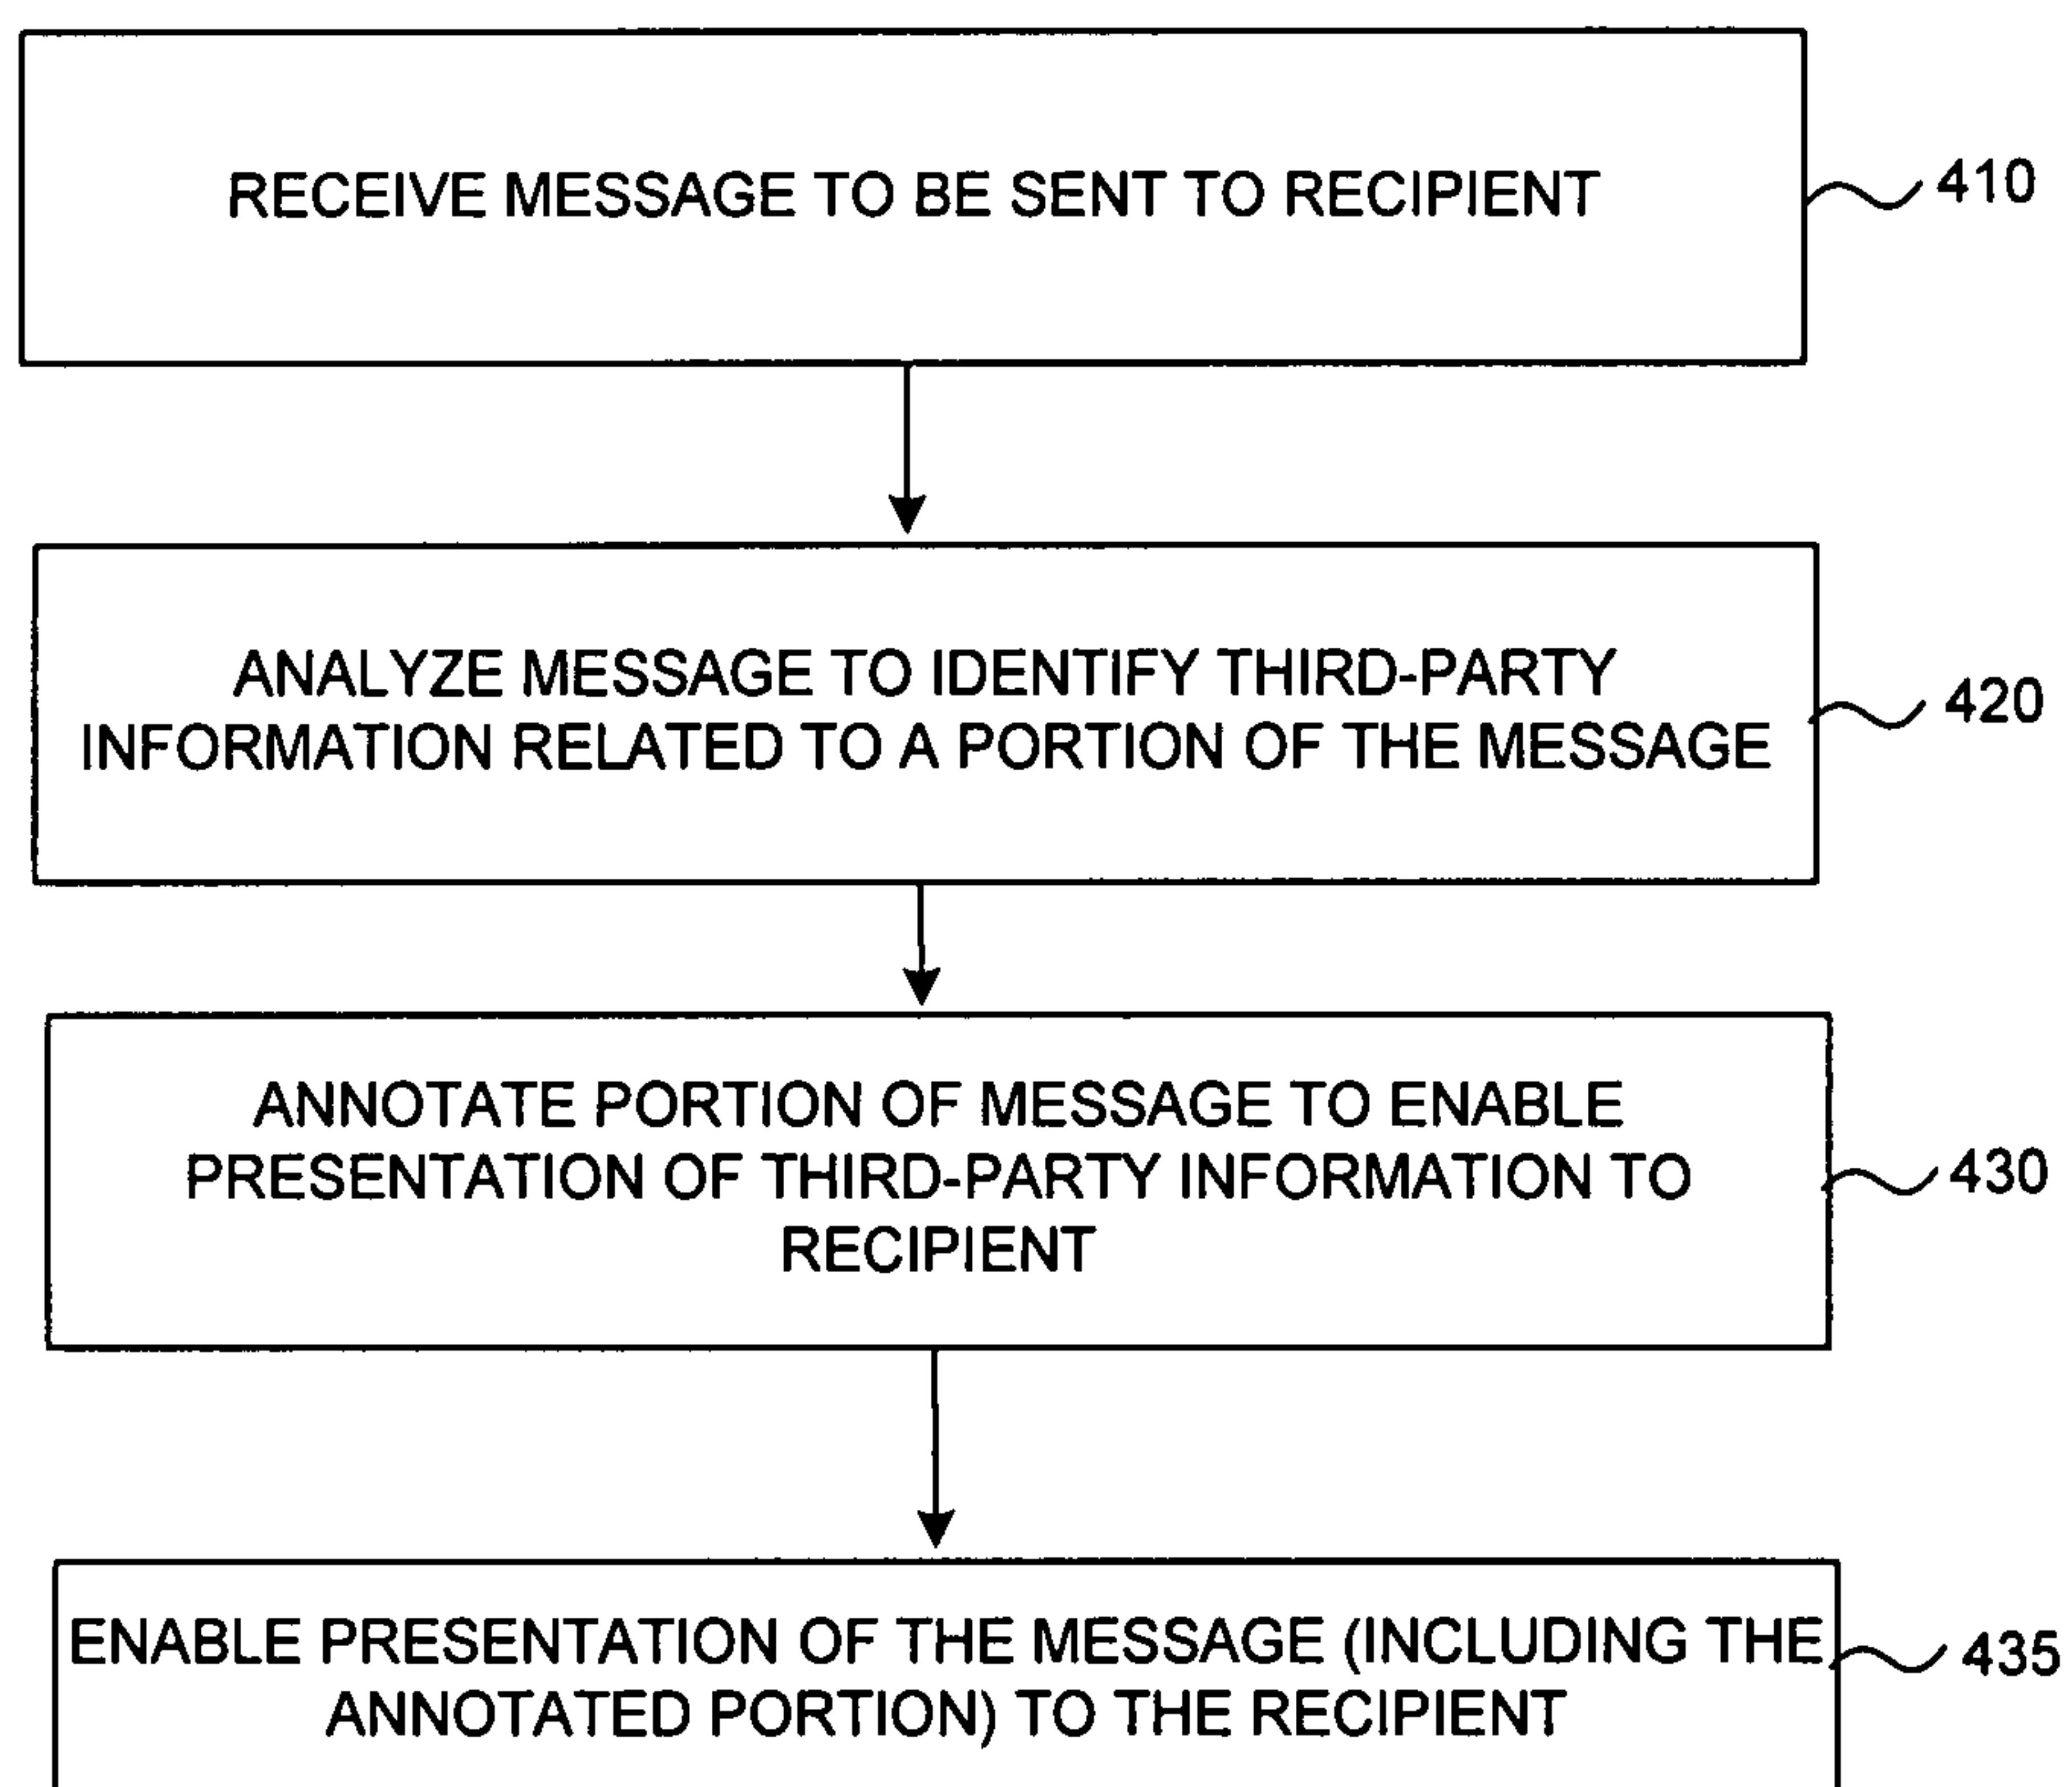 RECEIVE MESSAGE TO BE SENT TO RECIPIENT
410
ANALYZE MESSAGE TO IDENTIFY THIRD-PARTY
INFORMATION RELATED TO A PORTION OF THE MESSAGE
420
ANNOTATE PORTION OF MESSAGE TO ENABLE
PRESENTATION OF THIRD-PARTY INFORMATION TO
RECIPIENT
430
ENABLE PRESENTATION OF THE MESSAGE (INCLUDING THE
ANNOTATED PORTION) TO THE RECIPIENT
435